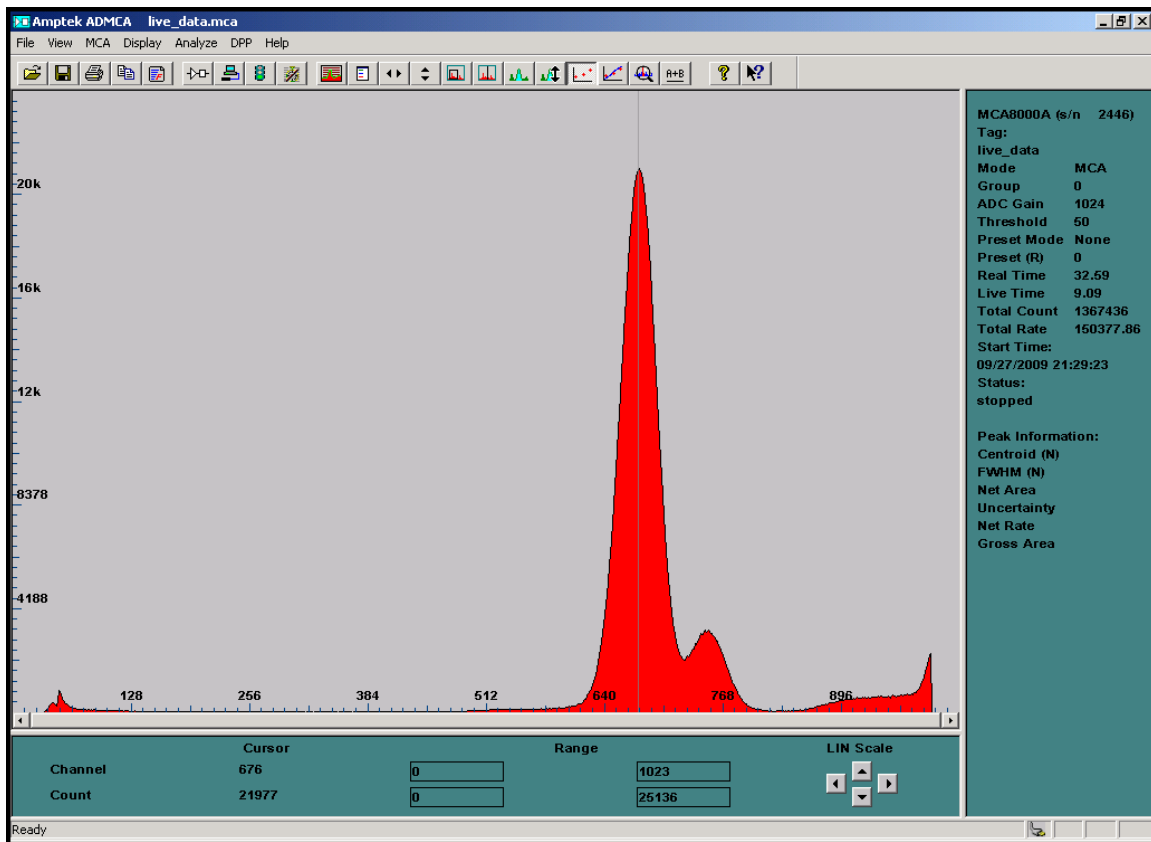 Amptek ADMCA live_data.mca
File View MCA Display Analyze DPP Help
A+B
20k
16k
12k
8378
4188
128 256 384 512 640 768 896
MCA8000A (s/n 2446)
Tag:
live_data
Mode MCA
Group 0
ADC Gain 1024
Threshold 50
Preset Mode None
Preset (R) 0
Real Time 32.59
Live Time 9.09
Total Count 1367436
Total Rate 150377.86
Start Time:
09/27/2009 21:29:23
Status:
stopped
Peak Information:
Centroid (N)
FWHM (N)
Net Area
Uncertainty
Net Rate
Gross Area
Cursor Range LIN Scale
Channel 676 0 1023
Count 21977 0 25136
Ready